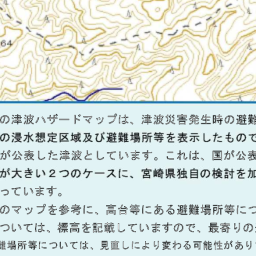 64
の津波ハザードマップは、津波災害発生時の避難
の浸水想定区域及び避難場所等を表示したもので
が公表した津波としています。これは、国が公表
が大きい2つのケースに、宮崎県独自の検討を加
っています。
のマップを参考に、高台等にある避難場所等につ
ついては、標高を記載していますので、最寄りの
難場所等については、見直しにより変わる可能性があり